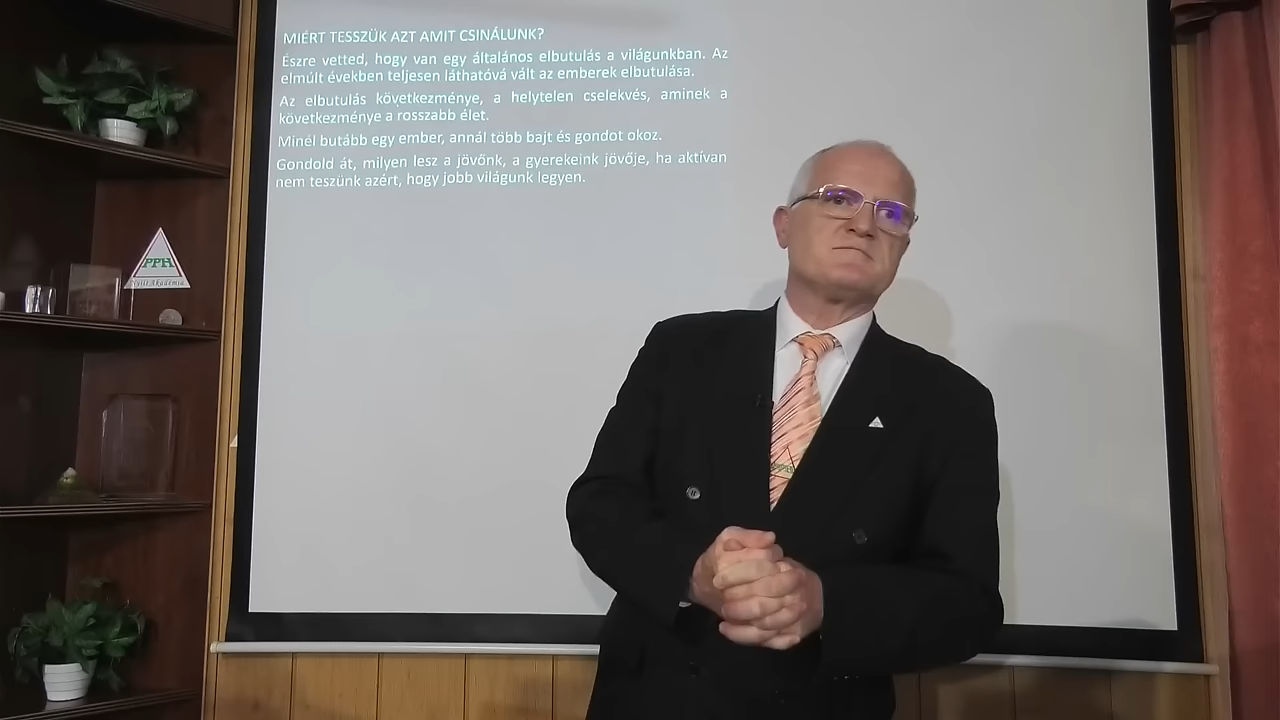 MIÉRT TESSZÜK AZT AMIT CSINÁLUNK?
Észre vetted, hogy van egy általános elbutulás a világunkban. Az
elmúlt években teljesen láthatóvá vált az emberek elbutulása.
Az elbutulás következménye, a helytelen cselekvés, aminek a
következménye a rosszabb élet.
Minél butább egy ember, annál több bajt és gondot okoz.
Gondold át, milyen lesz a jövőnk, a gyerekeink jövője, ha aktívan
nem teszünk azért, hogy jobb világunk legyen.
PPH
Nyílt Akadémia